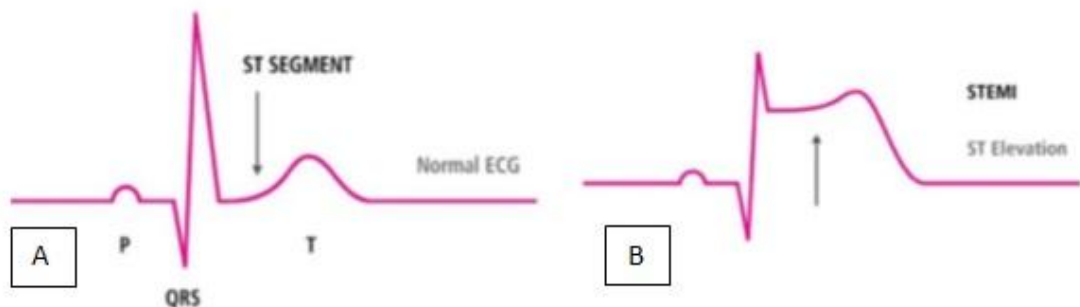 ST SEGMENT
Normal ECG
A
P
T
QRS
STEMI
ST Elevation
B